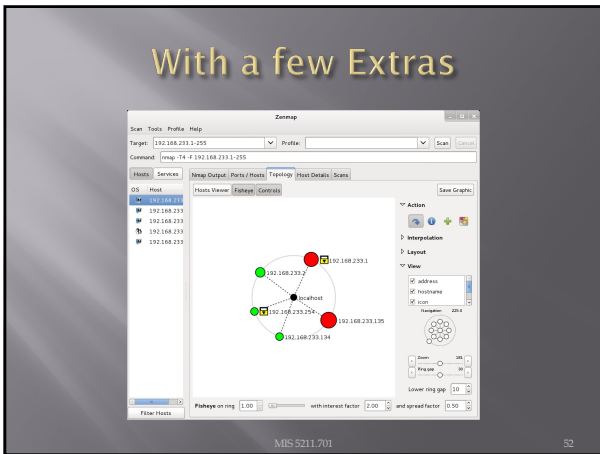 With a few Extras
Zenmap
Scan Tools Profile Help
Target: 192.168.233.1-255 Profile: Scan Cancel
Command: nmap -T4 -F 192.168.233.1-255
Hosts Services Nmap Output Ports / Hosts Topology Host Details Scans
OS Host
192.168.233
192.168.233
192.168.233
192.168.233
192.168.233
Hosts Viewer Fisheye Controls Save Graphic
Action
Interpolation
Layout
View
address
hostname
icon
Navigation 225.0
Zoom 181
Ring gap 30
Lower ring gap 10
192.168.233.1
192.168.233.2
localhost
192.168.233.254
192.168.233.135
192.168.233.134
Fisheye on ring 1.00 with interest factor 2.00 and spread factor 0.50
Filter Hosts
MIS 5211.701 52